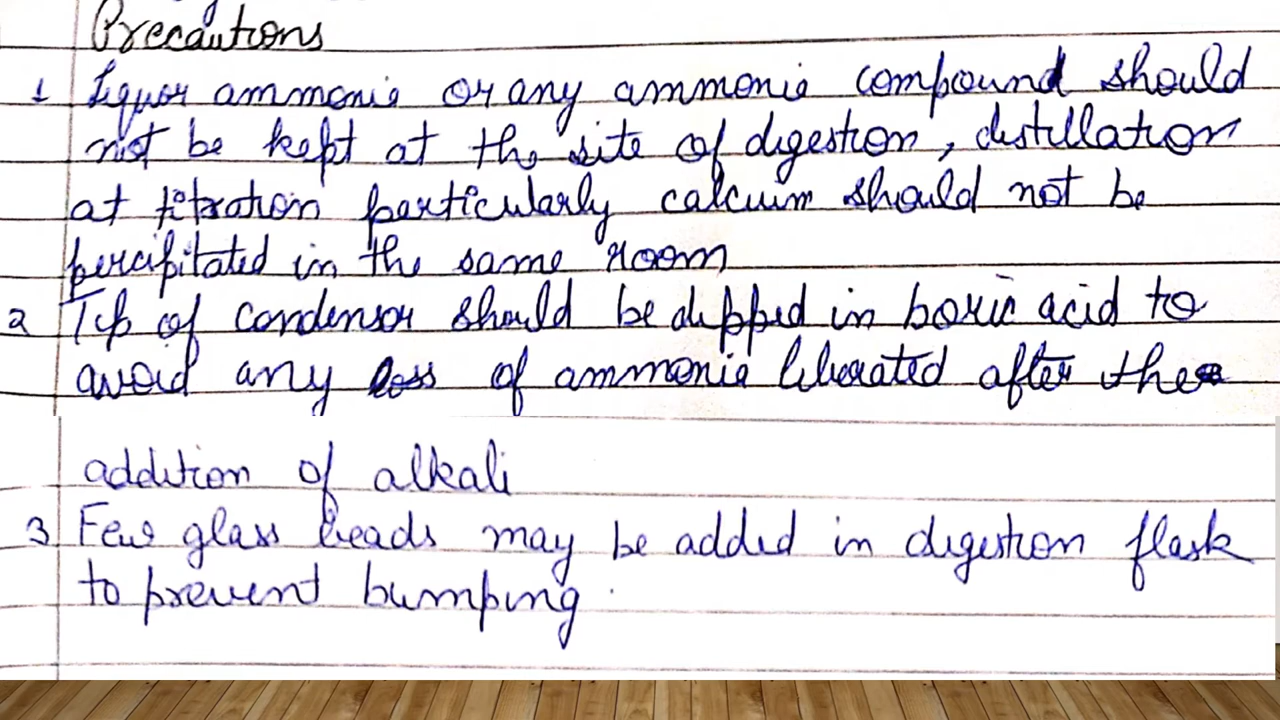 Precautions
1 Liquor ammonia or any ammonia compound should
not be kept at the site of digestion, distillation
at titration particularly calcium should not be
percipitated in the same room
2 Tip of condensor should be dipped in boric acid to
avoid any loss of ammonia liberated after the
addition of alkali
3 Few glass beads may be added in digestion flask
to prevent bumping.